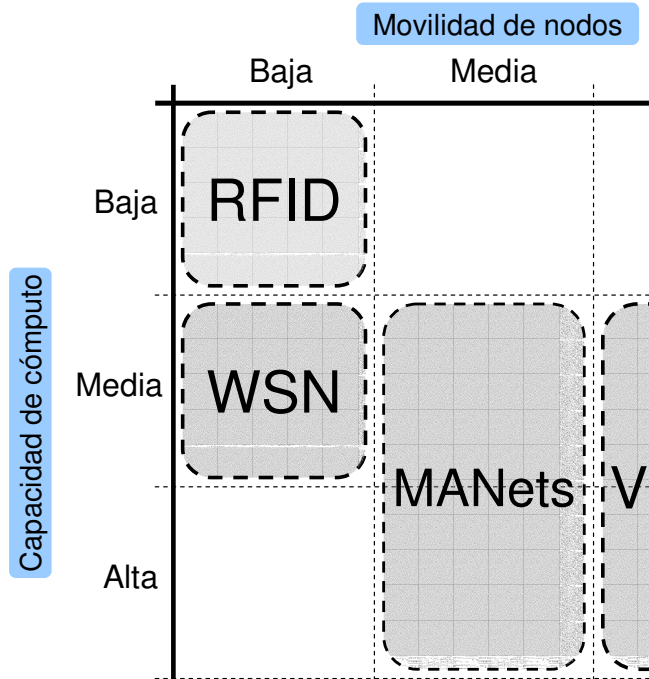 Movilidad de nodos
Baja Media
Baja RFID
Capacidad de cómputo
Media WSN
MANets V
Alta